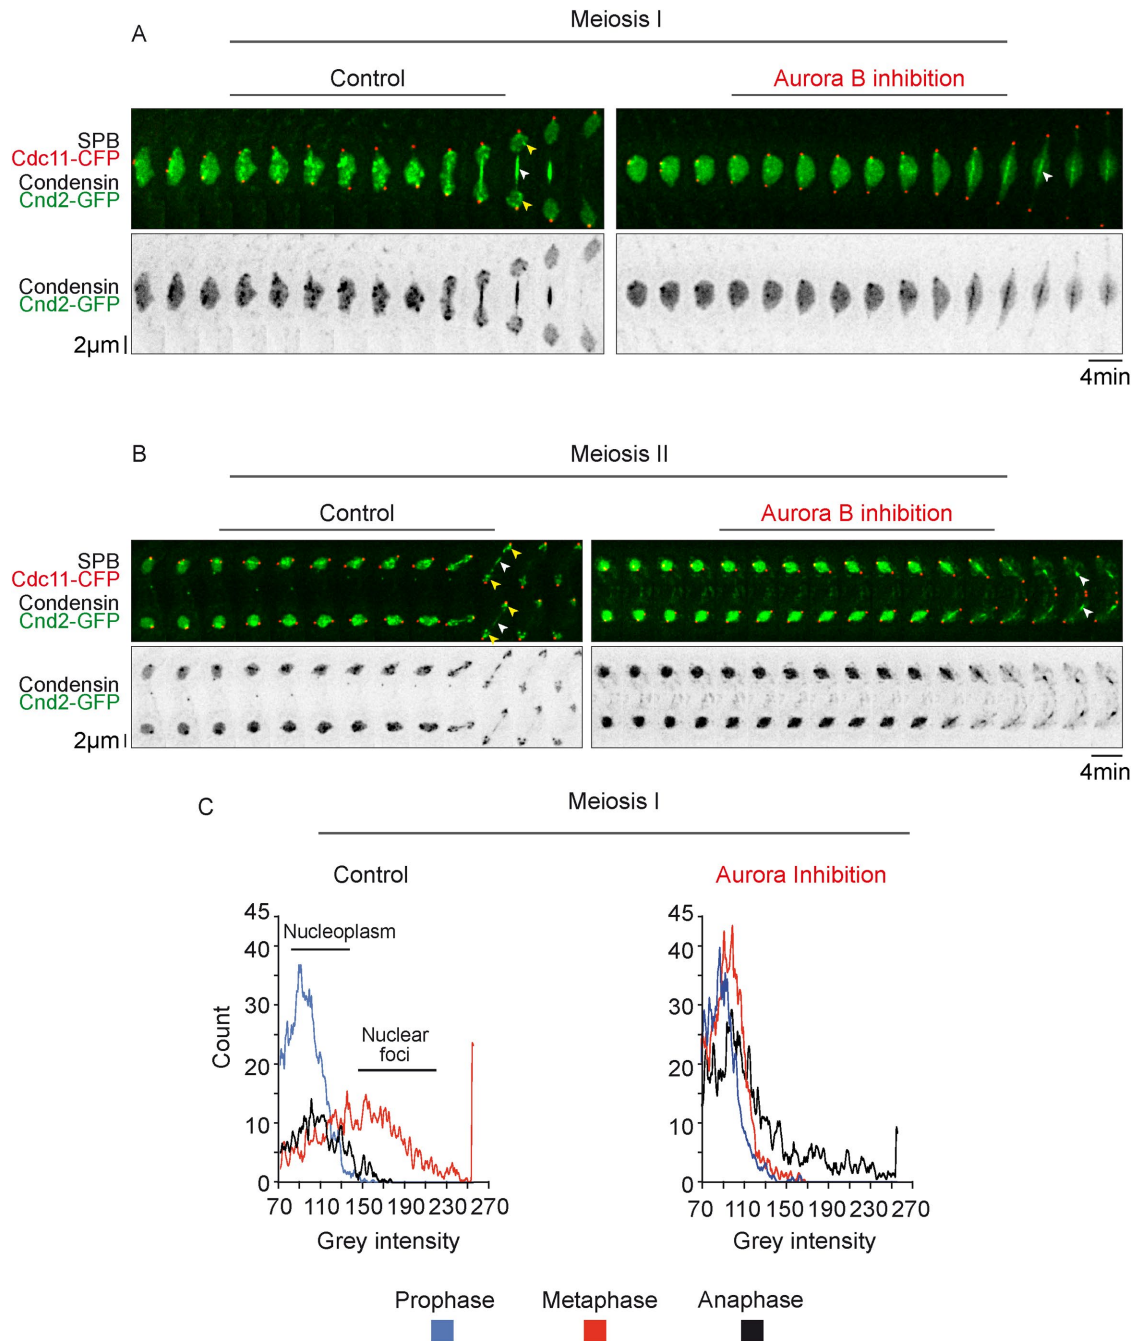 A
Meiosis I
Control
Aurora B inhibition
SPB
Cdc11-CFP
Condensin
Cnd2-GFP
Condensin
Cnd2-GFP
2µm
4min
B
Meiosis II
Control
Aurora B inhibition
SPB
Cdc11-CFP
Condensin
Cnd2-GFP
Condensin
Cnd2-GFP
2µm
4min
C
Meiosis I
Control
Aurora Inhibition
45
40
30
20
10
0
Count
Nucleoplasm
Nuclear
foci
70 110 150 190 230 270
Grey intensity
45
40
30
20
10
0
70 110 150 190 230 270
Grey intensity
Prophase
Metaphase
Anaphase